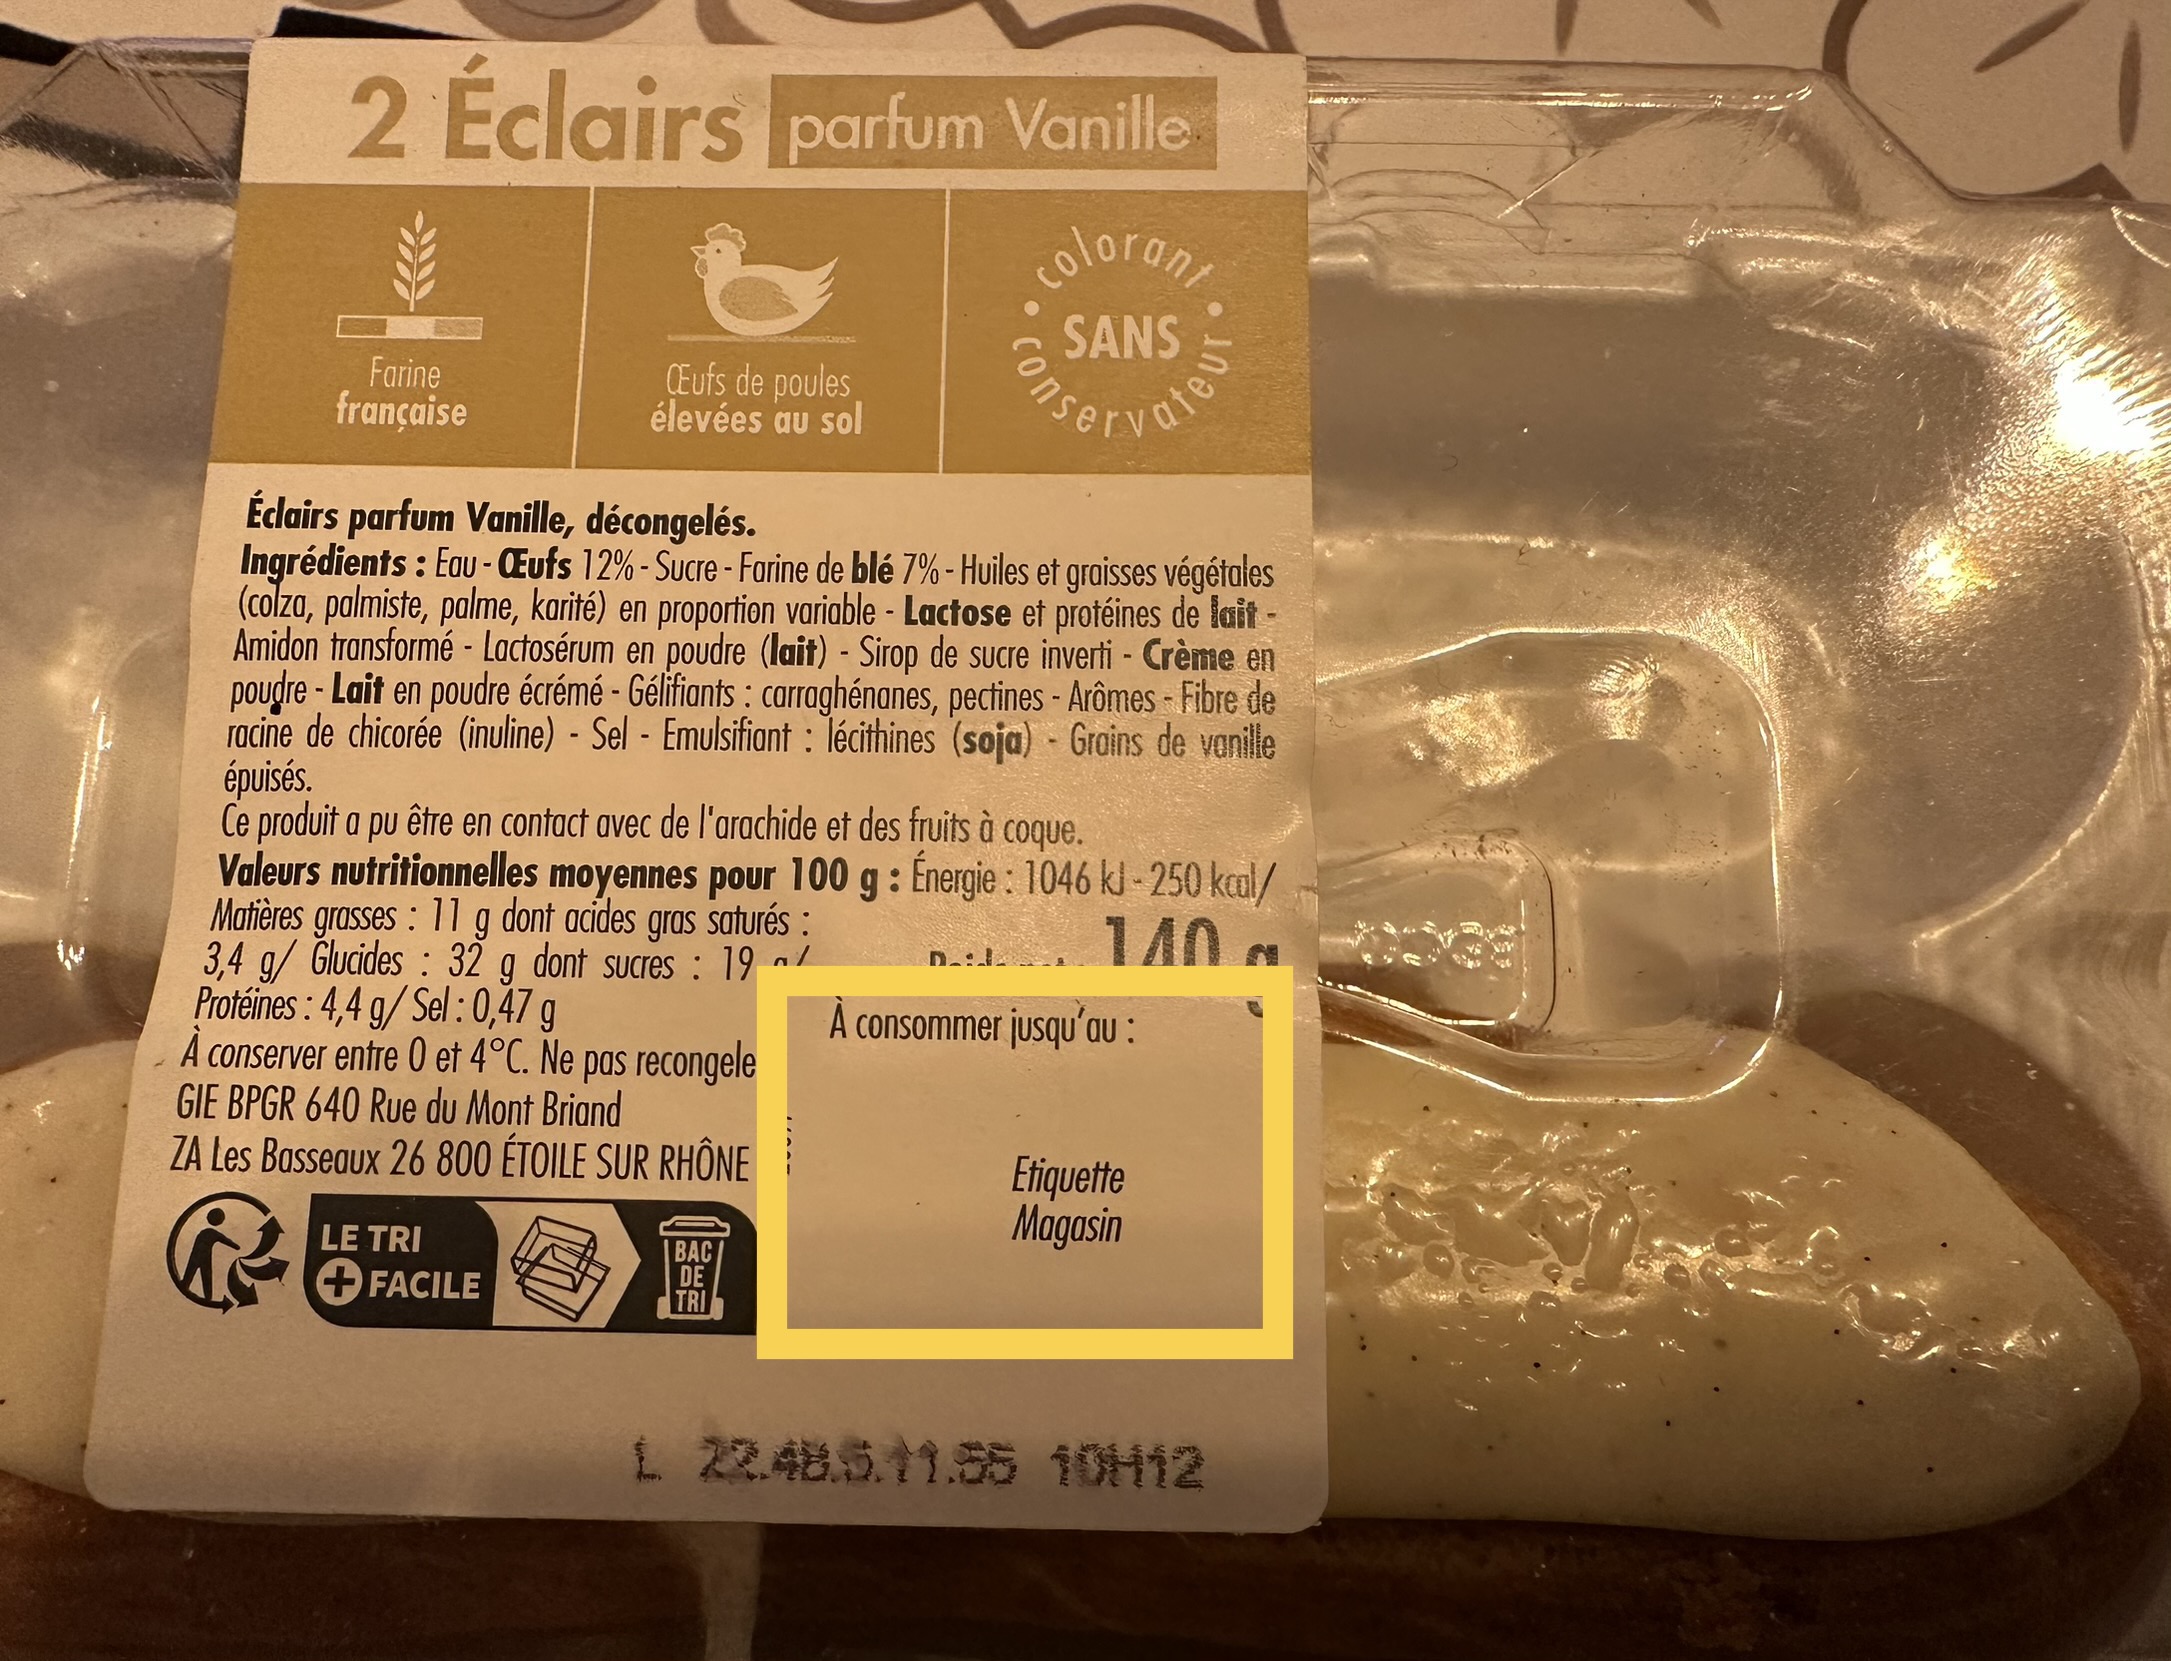 2 Éclairs parfum Vanille
Farine
française
Œufs de poules
élevées au sol
colorant
SANS
conservateur
Éclairs parfum Vanille, décongelés.
Ingrédients : Eau - Œufs 12% - Sucre - Farine de blé 7% - Huiles et graisses végétales
(colza, palmiste, palme, karité) en proportion variable - Lactose et protéines de lait -
Amidon transformé - Lactosérum en poudre (lait) - Sirop de sucre inverti - Crème en
poudre - Lait en poudre écrémé - Gélifiants : carraghénanes, pectines - Arômes - Fibre de
racine de chicorée (inuline) - Sel - Emulsifiant : lécithines (soja) - Grains de vanille
épuisés.
Ce produit a pu être en contact avec de l'arachide et des fruits à coque.
Valeurs nutritionnelles moyennes pour 100 g : Énergie : 1046 kJ - 250 kcal/
Matières grasses : 11 g dont acides gras saturés :
3,4 g/ Glucides : 32 g dont sucres : 19 g/
Protéines : 4,4 g/ Sel : 0,47 g
140 g
À conserver entre 0 et 4°C. Ne pas recongele
GIE BPGR 640 Rue du Mont Briand
ZA Les Basseaux 26 800 ÉTOILE SUR RHÔNE
À consommer jusqu'au :
Etiquette
Magasin
LE TRI
+ FACILE
BAC
DE
TRI
L 10H12